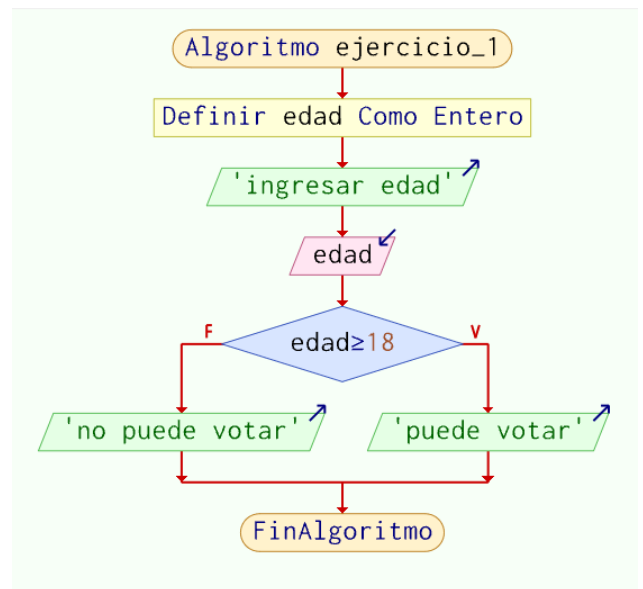 Algoritmo ejercicio_1
Definir edad Como Entero
'ingresar edad'
edad
F
edad≥18
V
'no puede votar'
'puede votar'
FinAlgoritmo